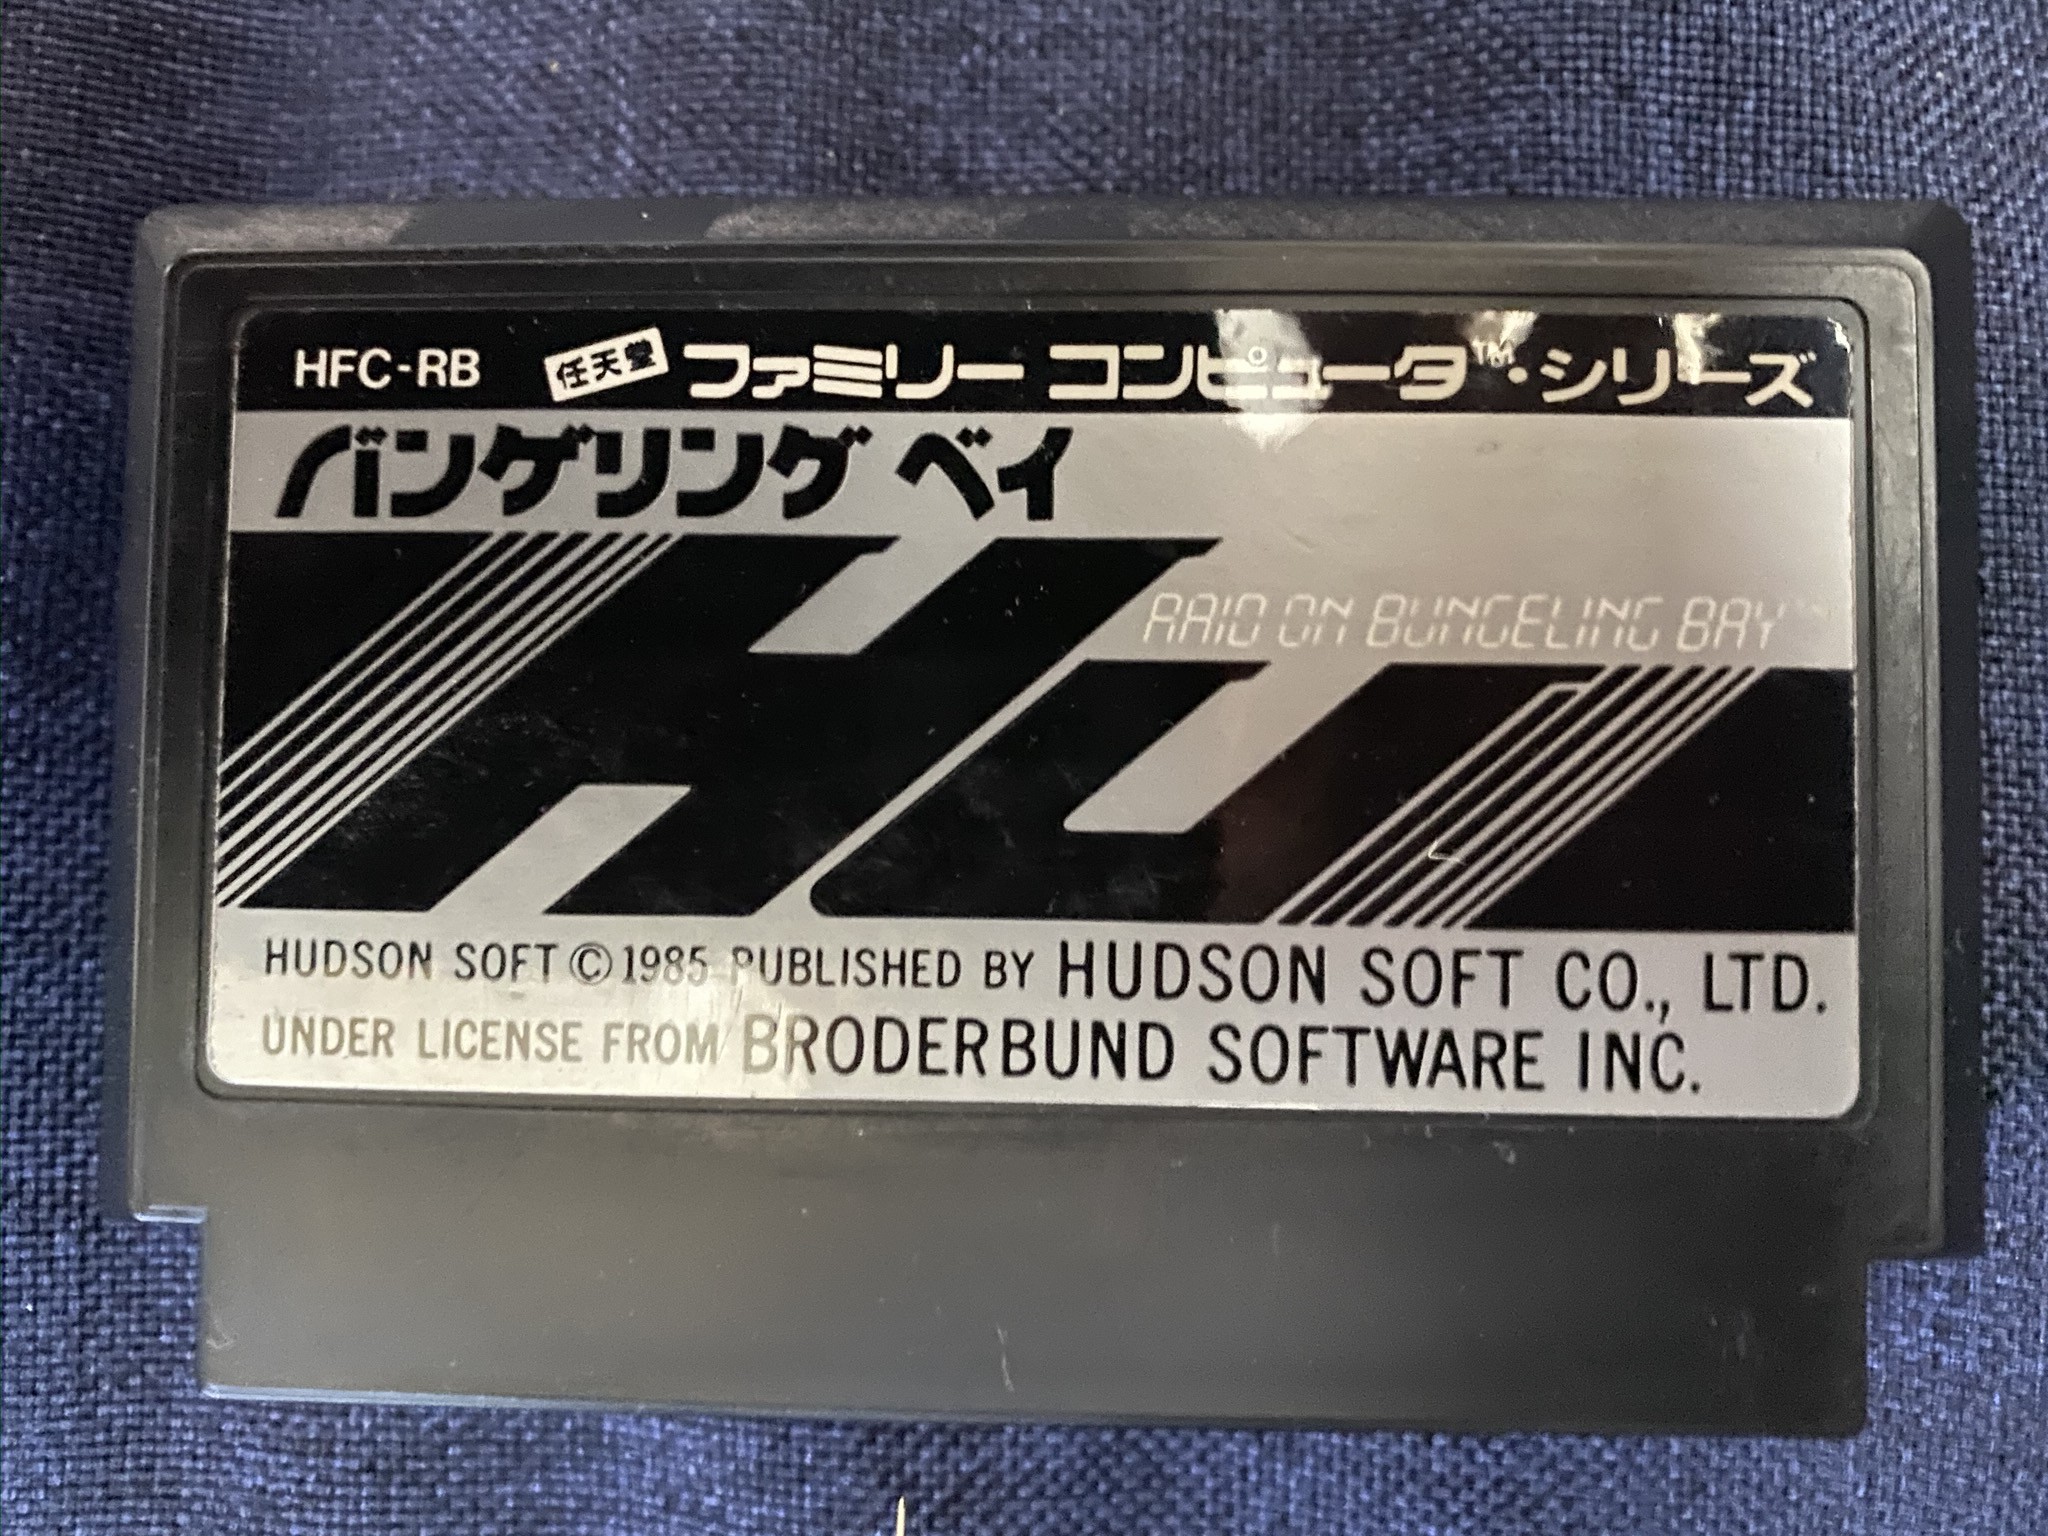 HFC-RB 任天堂 ファミリー コンピュータ™・シリーズ
バンゲリング ベイ
RAID ON BUNGELING BAY™
HUDSON SOFT ©1985 PUBLISHED BY HUDSON SOFT CO., LTD.
UNDER LICENSE FROM BRODERBUND SOFTWARE INC.